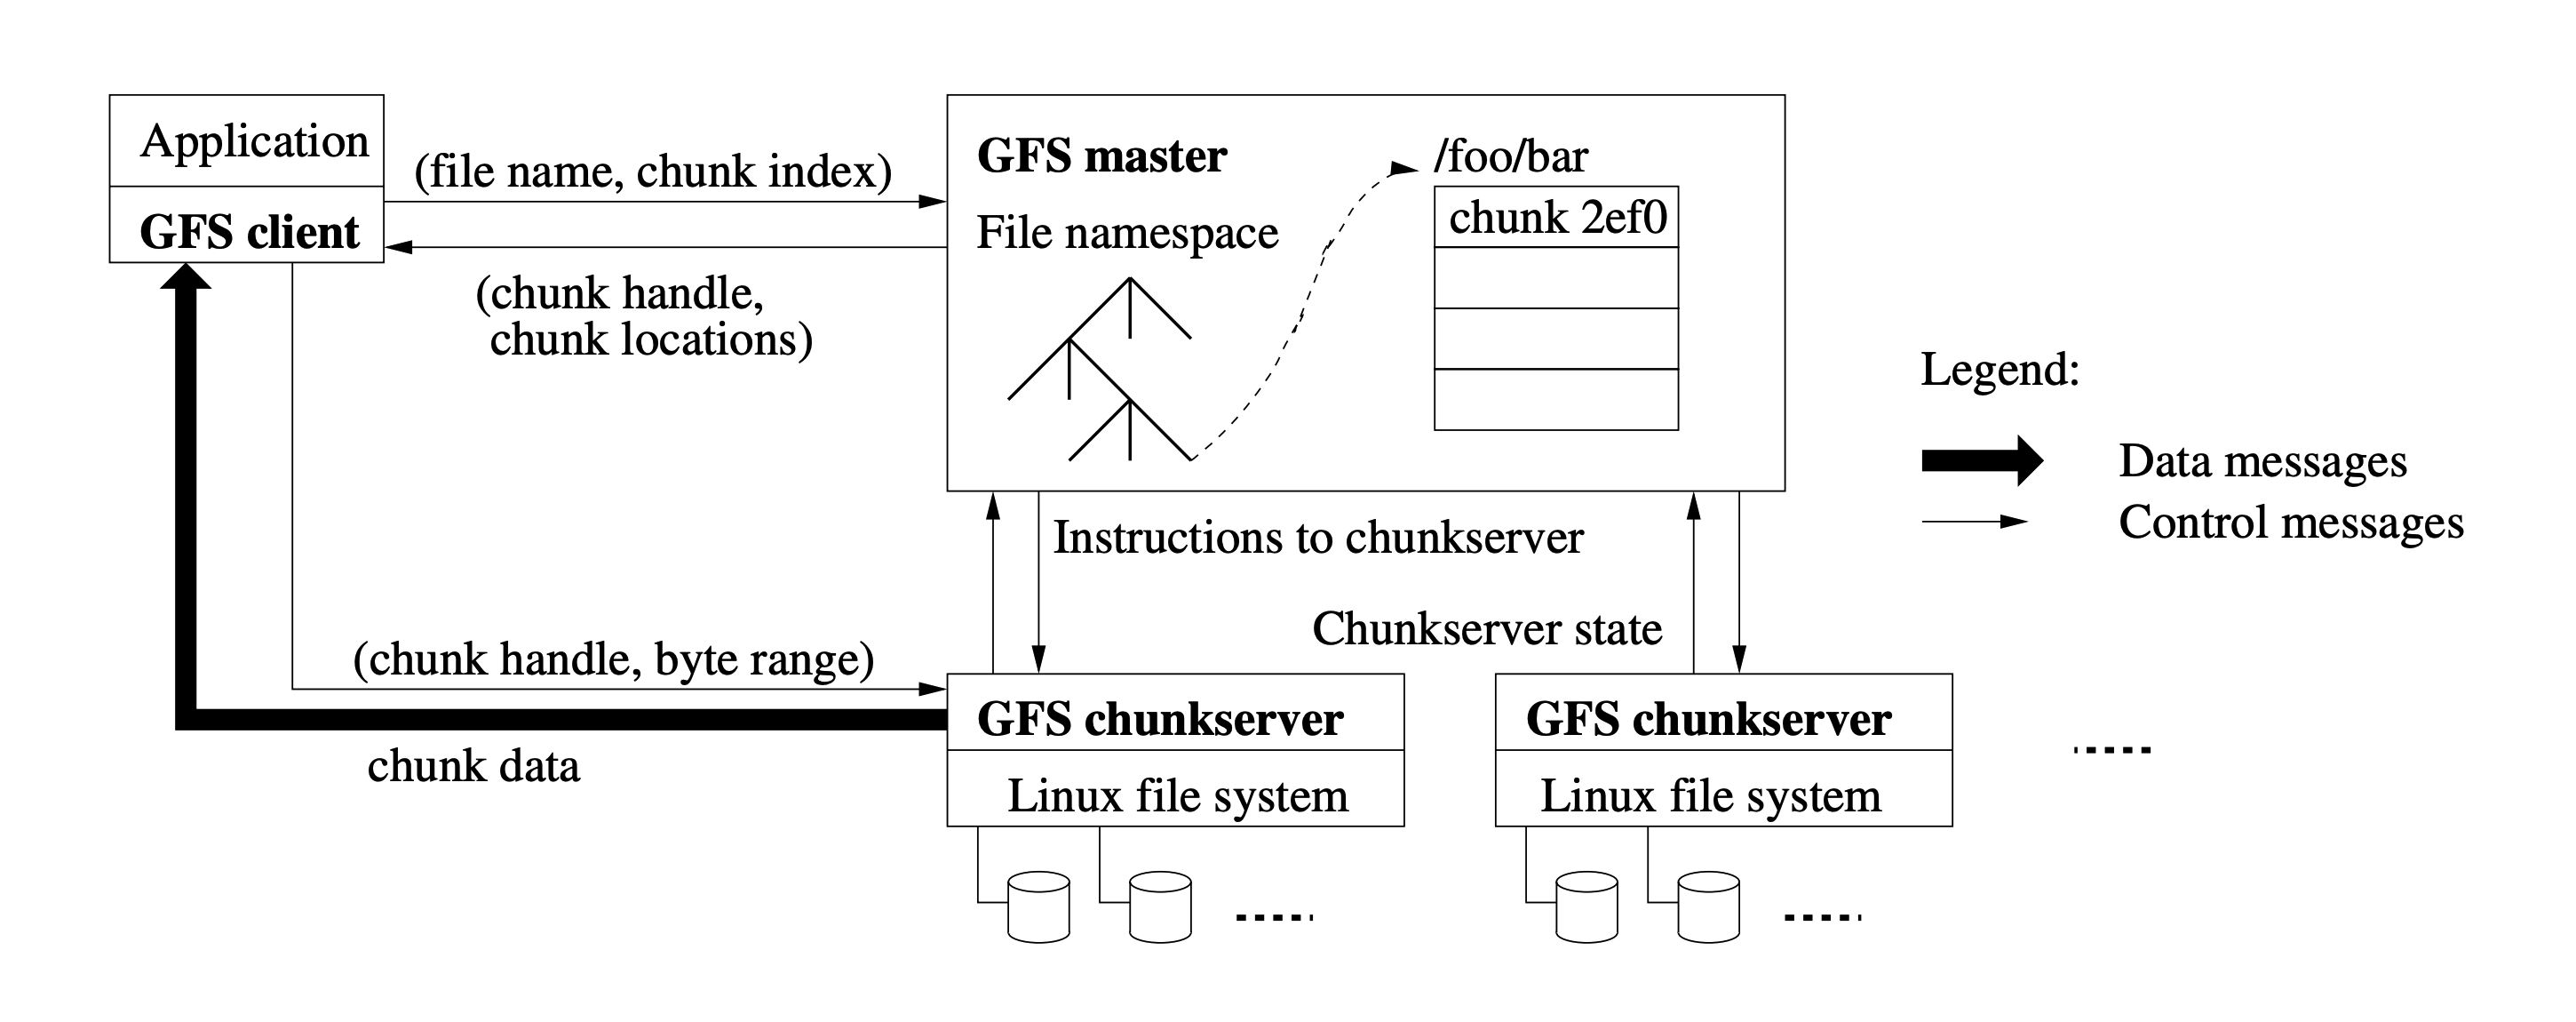 Application
GFS client
(file name, chunk index)
(chunk handle,
chunk locations)
GFS master
File namespace
/foo/bar
chunk 2ef0
Legend:
Data messages
Control messages
Instructions to chunkserver
Chunkserver state
(chunk handle, byte range)
chunk data
GFS chunkserver
Linux file system
GFS chunkserver
Linux file system